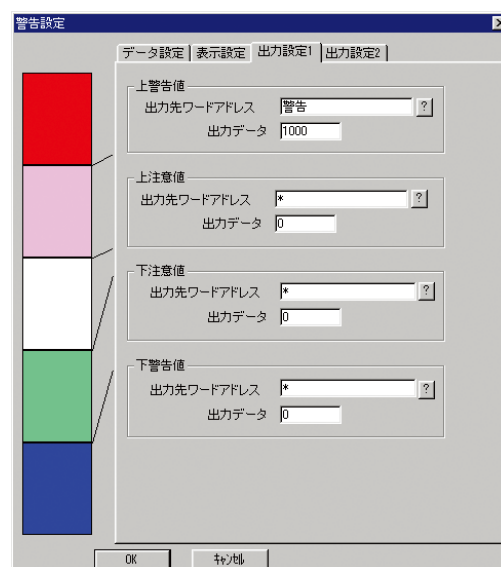 警告設定
データ設定 表示設定 出力設定1 出力設定2
上警告値
出力先ワードアドレス 警告 ?
出力データ 1000
上注意値
出力先ワードアドレス * ?
出力データ 0
下注意値
出力先ワードアドレス * ?
出力データ 0
下警告値
出力先ワードアドレス * ?
出力データ 0
OK ｷｬﾝｾﾙ